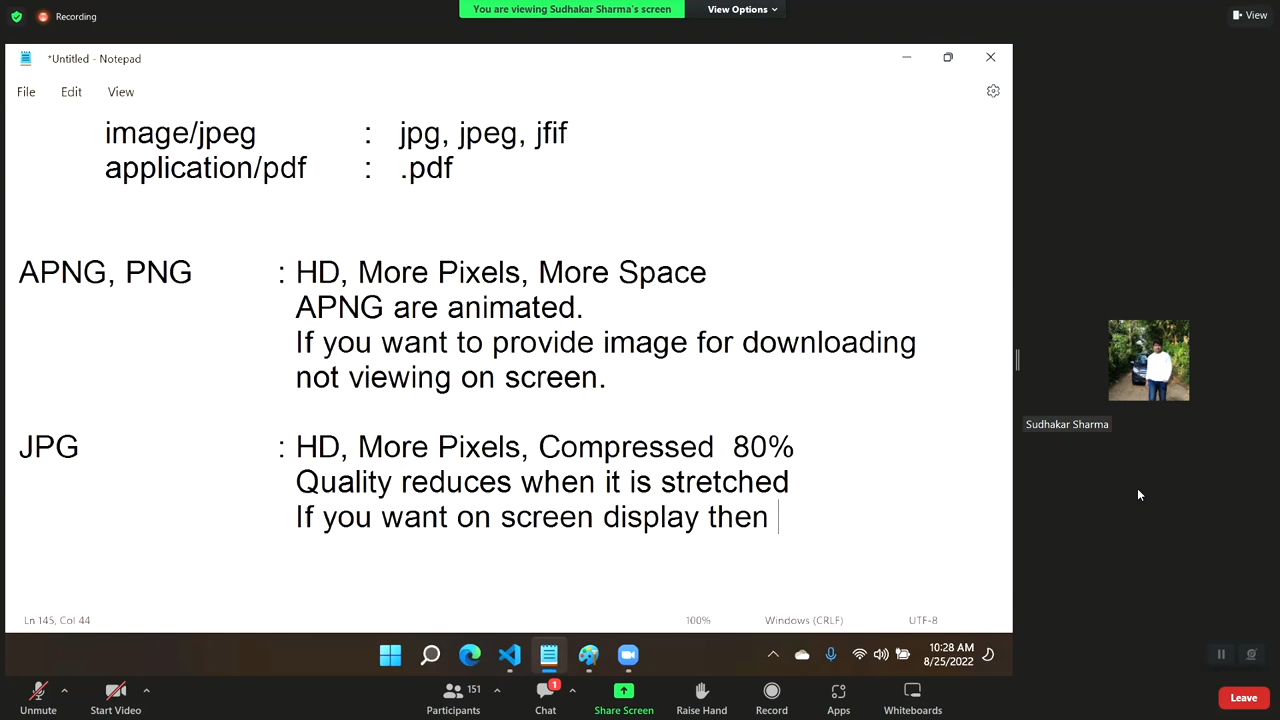 Recording
You are viewing Sudhakar Sharma's screen
View Options
View
*Untitled - Notepad
File Edit View
image/jpeg : jpg, jpeg, jfif
application/pdf : .pdf
APNG, PNG : HD, More Pixels, More Space
APNG are animated.
If you want to provide image for downloading
not viewing on screen.
JPG : HD, More Pixels, Compressed 80%
Quality reduces when it is stretched
If you want on screen display then
Sudhakar Sharma
Ln 145, Col 44 100% Windows (CRLF) UTF-8
10:28 AM
8/25/2022
Unmute
Start Video
151
Participants
1
Chat
Share Screen
Raise Hand
Record
Apps
Whiteboards
Leave